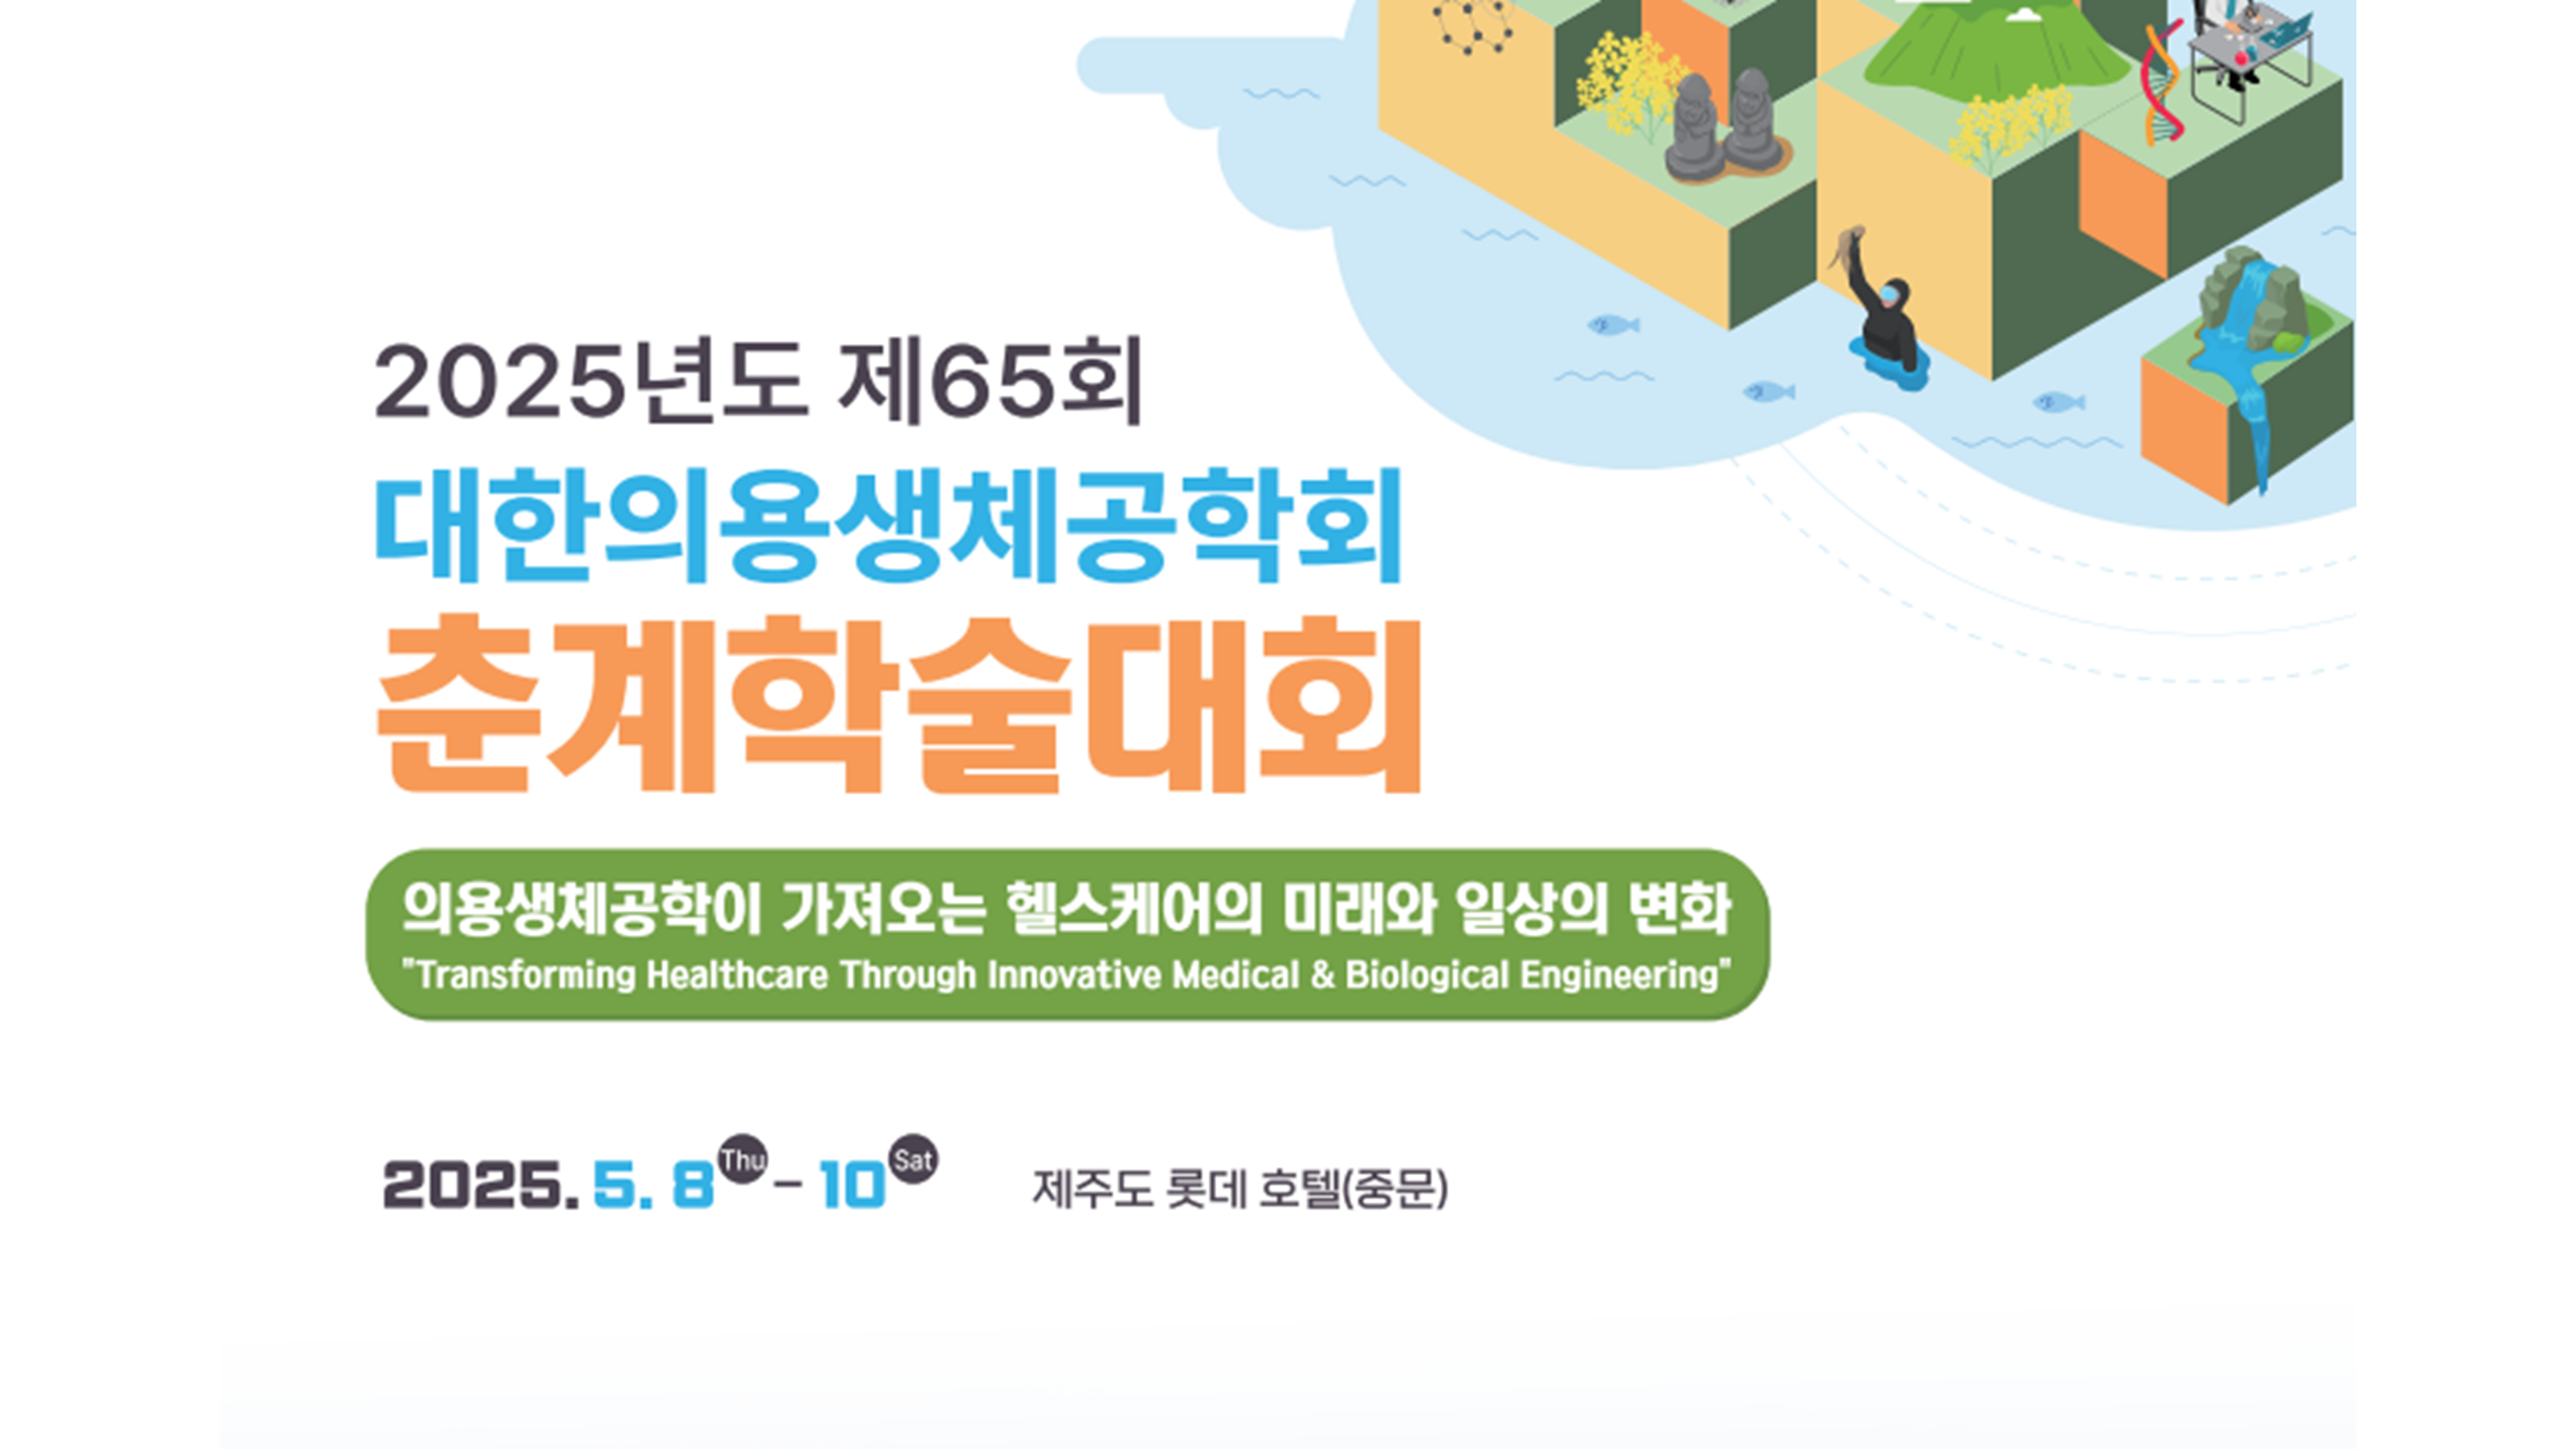 2025년도 제65회
대한의용생체공학회
춘계학술대회
의용생체공학이 가져오는 헬스케어의 미래와 일상의 변화
"Transforming Healthcare Through Innovative Medical & Biological Engineering"
2025. 5. 8 Thu – 10 Sat 제주도 롯데 호텔(중문)